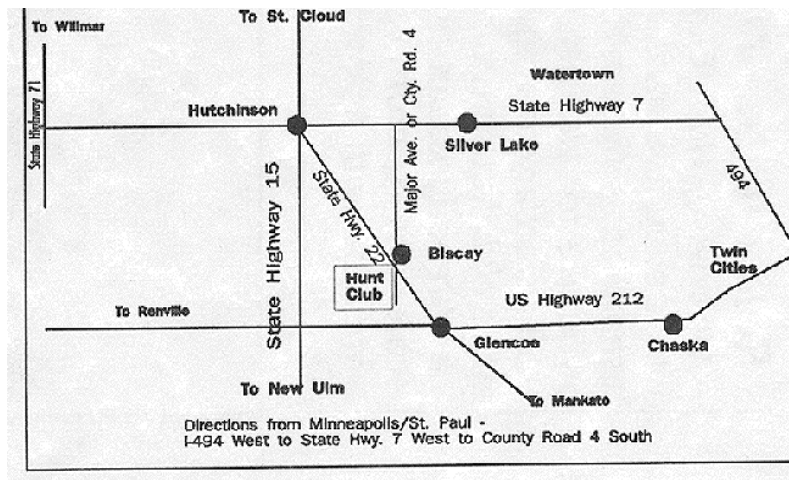 To St. Cloud
To Willmar
State Highway 71
Major Ave. or Cty. Rd. 4
Watertown
State Highway 7
Hutchinson
Silver Lake
494
State Highway 15
State Hwy. 22
Biscay
Twin
Cities
Hunt
Club
US Highway 212
To Renville
Glencoe
Chaska
To New Ulm
To Mankato
Directions from Minneapolis/St. Paul -
I-494 West to State Hwy. 7 West to County Road 4 South